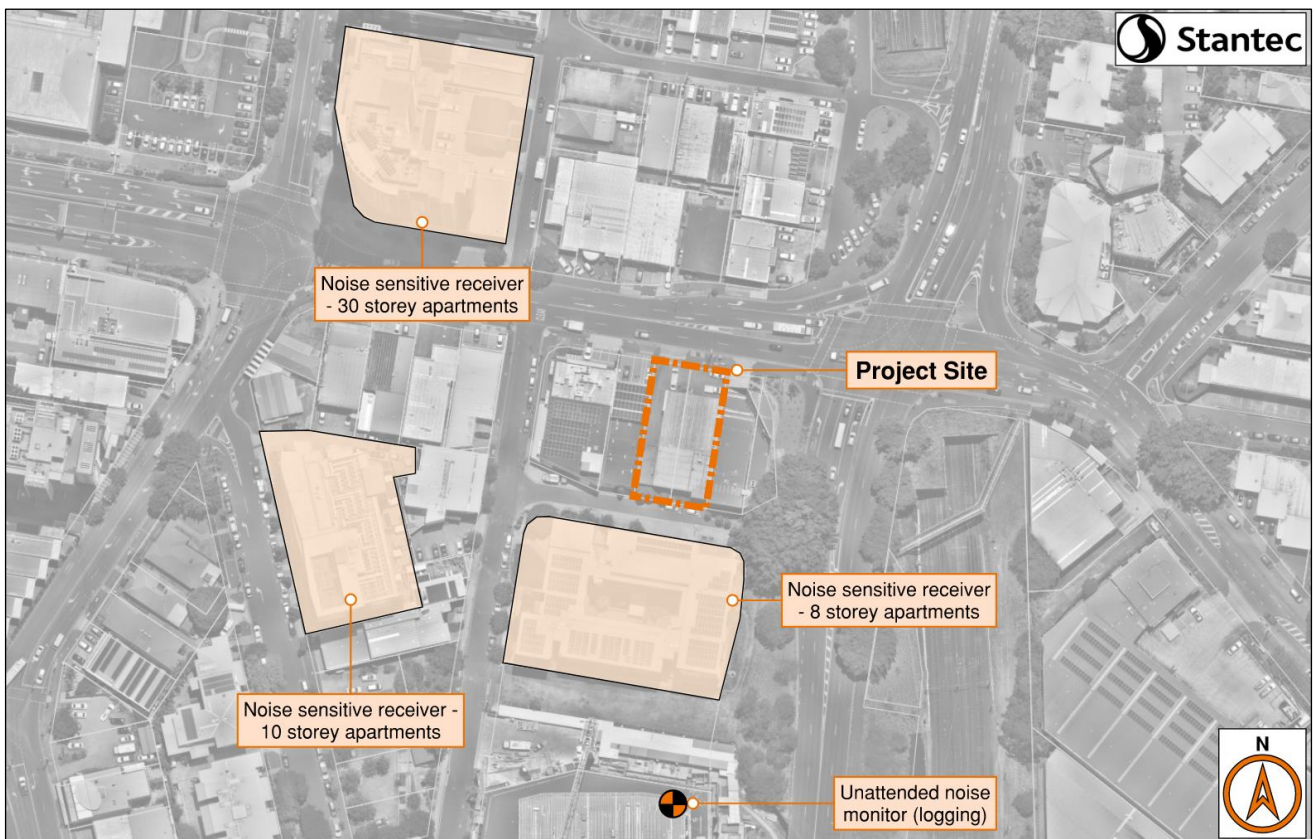 Stantec
Noise sensitive receiver
- 30 storey apartments
Project Site
Noise sensitive receiver
- 8 storey apartments
Noise sensitive receiver -
10 storey apartments
Unattended noise
monitor (logging)
N